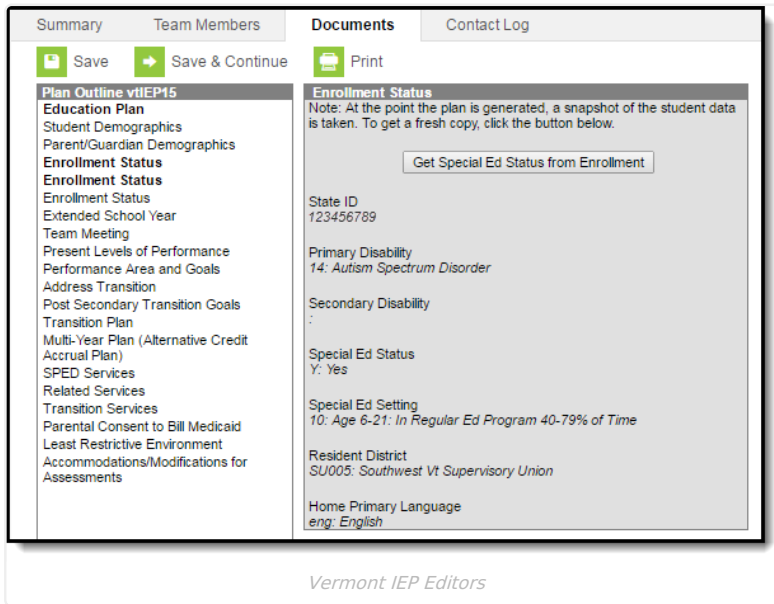 Summary Team Members Documents Contact Log
Save Save & Continue Print
Plan Outline vtIEP15
Education Plan
Student Demographics
Parent/Guardian Demographics
Enrollment Status
Enrollment Status
Enrollment Status
Extended School Year
Team Meeting
Present Levels of Performance
Performance Area and Goals
Address Transition
Post Secondary Transition Goals
Transition Plan
Multi-Year Plan (Alternative Credit
Accrual Plan)
SPED Services
Related Services
Transition Services
Parental Consent to Bill Medicaid
Least Restrictive Environment
Accommodations/Modifications for
Assessments
Enrollment Status
Note: At the point the plan is generated, a snapshot of the student data
is taken. To get a fresh copy, click the button below.
Get Special Ed Status from Enrollment
State ID
123456789
Primary Disability
14: Autism Spectrum Disorder
Secondary Disability
:
Special Ed Status
Y: Yes
Special Ed Setting
10: Age 6-21: In Regular Ed Program 40-79% of Time
Resident District
SU005: Southwest Vt Supervisory Union
Home Primary Language
eng: English
Vermont IEP Editors